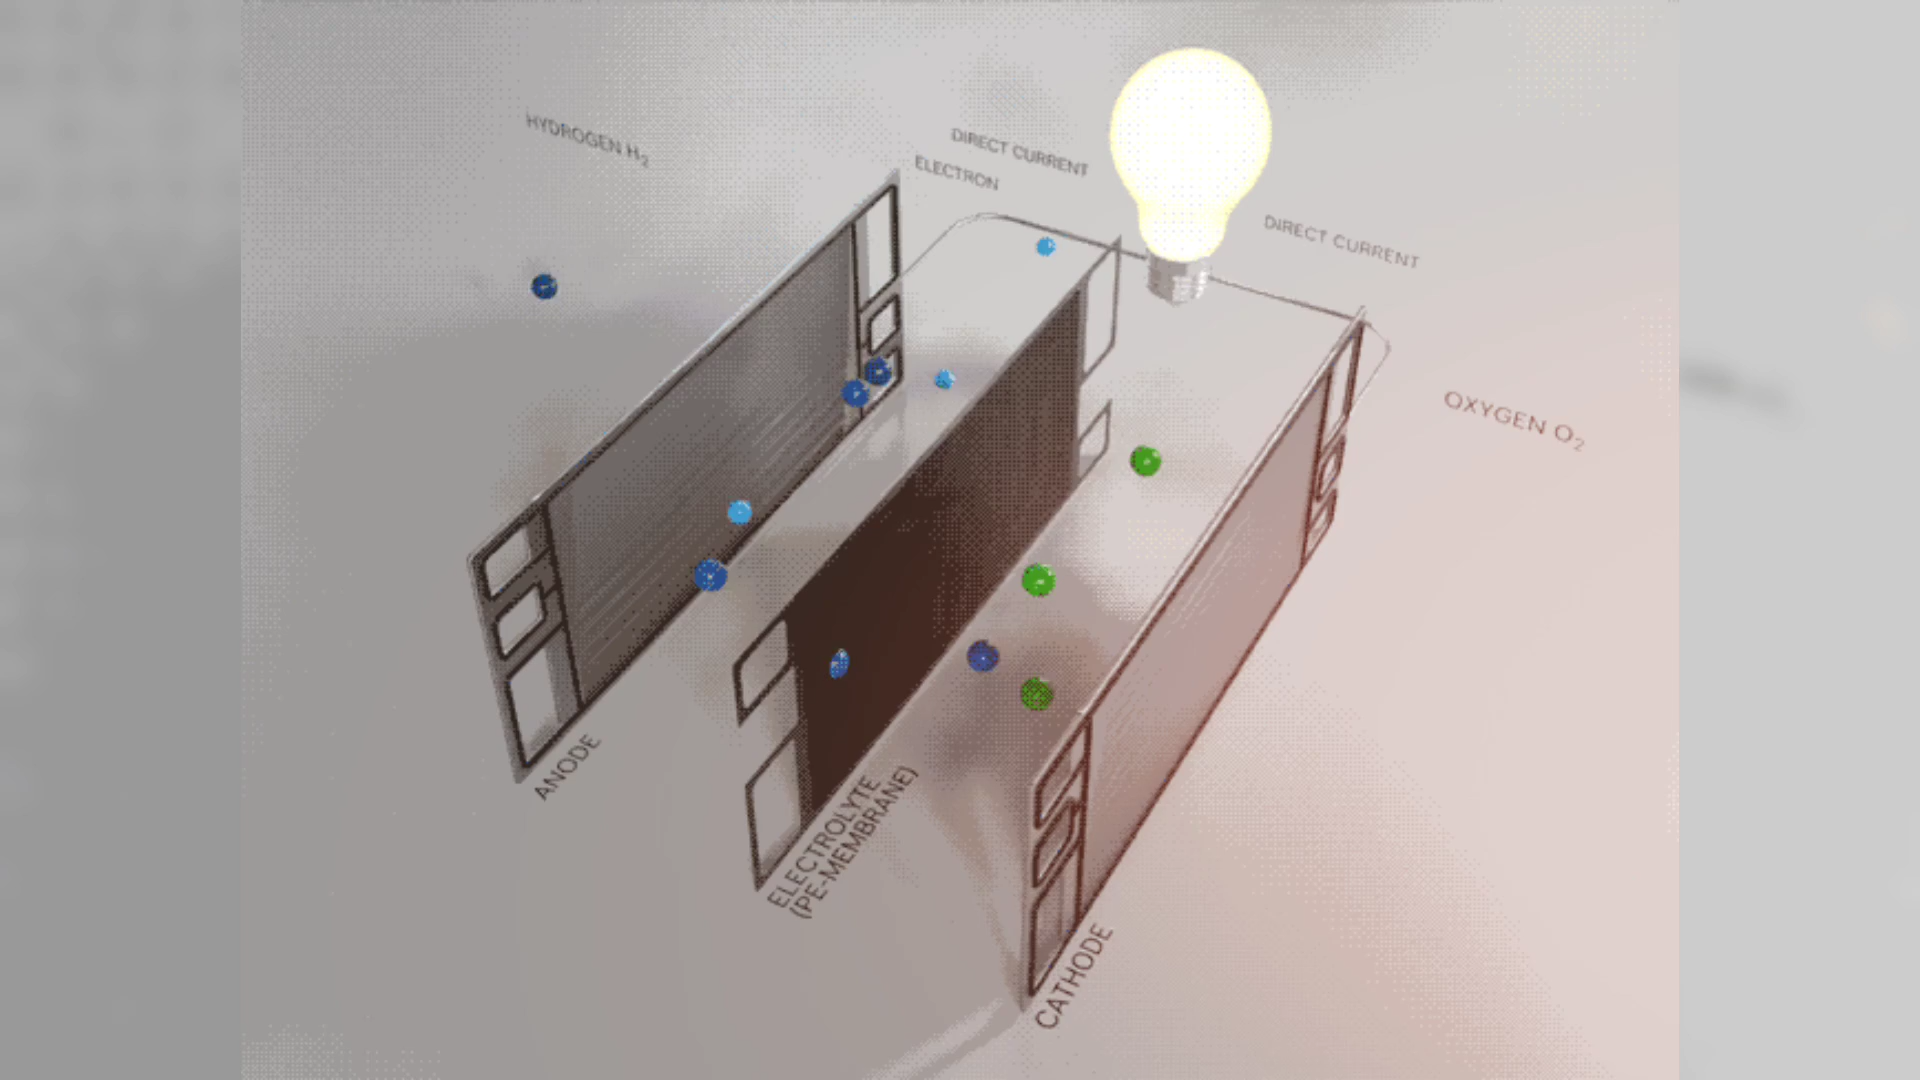 HYDROGEN H₂
DIRECT CURRENT
ELECTRON
DIRECT CURRENT
OXYGEN O₂
ANODE
ELECTROLYTE
(PE-MEMBRANE)
CATHODE